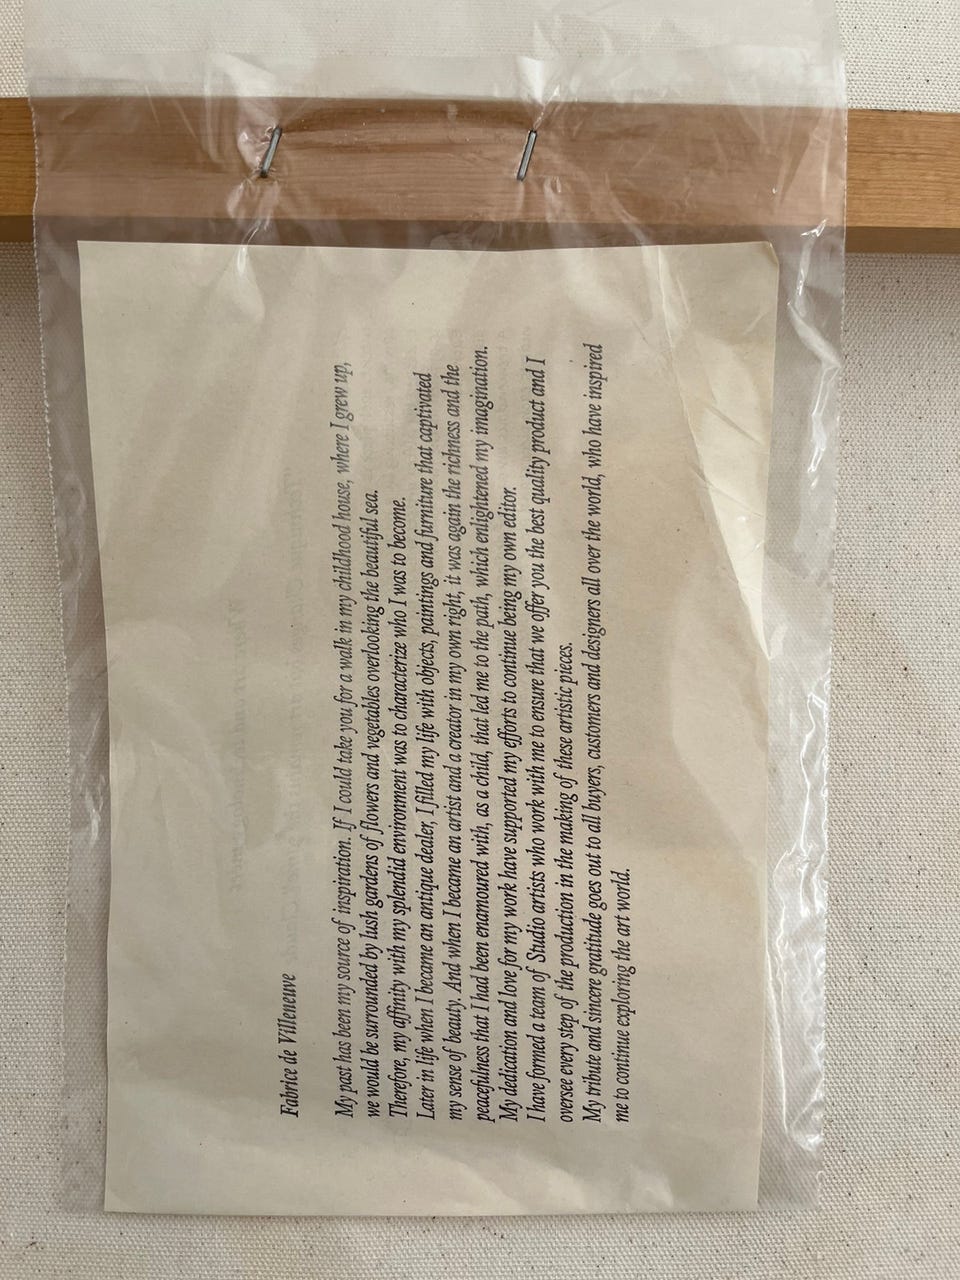 Fabrice de Villeneuve
My past has been my source of inspiration. If I could take you for a walk in my childhood house, where I grew up,
we would be surrounded by lush gardens of flowers and vegetables overlooking the beautiful sea.
Therefore, my affinity with my splendid environment was to characterize who I was to become.
Later in life when I became an antique dealer, I filled my life with objects, paintings and furniture that captivated
my sense of beauty. And when I became an artist and a creator in my own right, it was again the richness and the
peacefulness that I had been enamoured with, as a child, that led me to the path, which enlightened my imagination.
My dedication and love for my work have supported my efforts to continue being my own editor.
I have formed a team of Studio artists who work with me to ensure that we offer you the best quality product and I
oversee every step of the production in the making of these artistic pieces.
My tribute and sincere gratitude goes out to all buyers, customers and designers all over the world, who have inspired
me to continue exploring the art world.